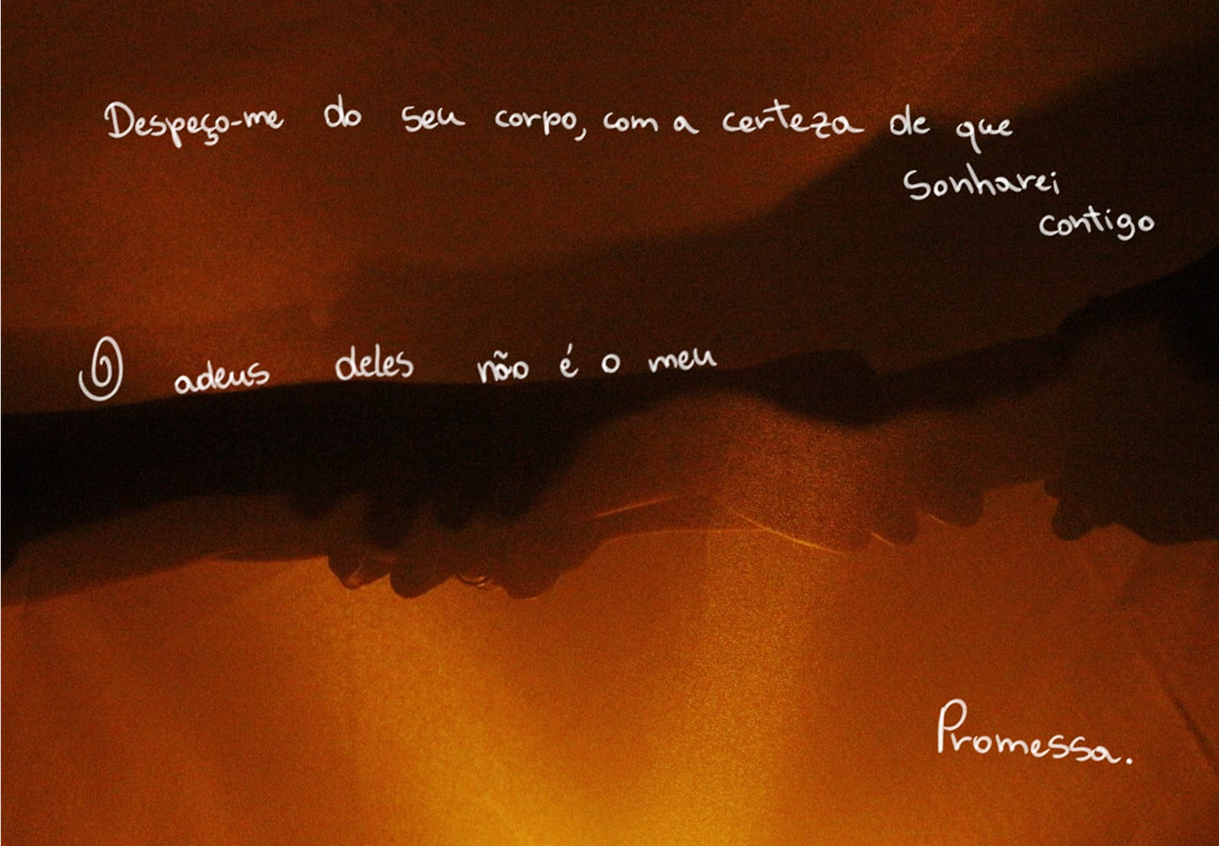 Despeço-me do seu corpo, com a certeza de que
Sonharei
contigo
O adeus deles não é o meu
Promessa.